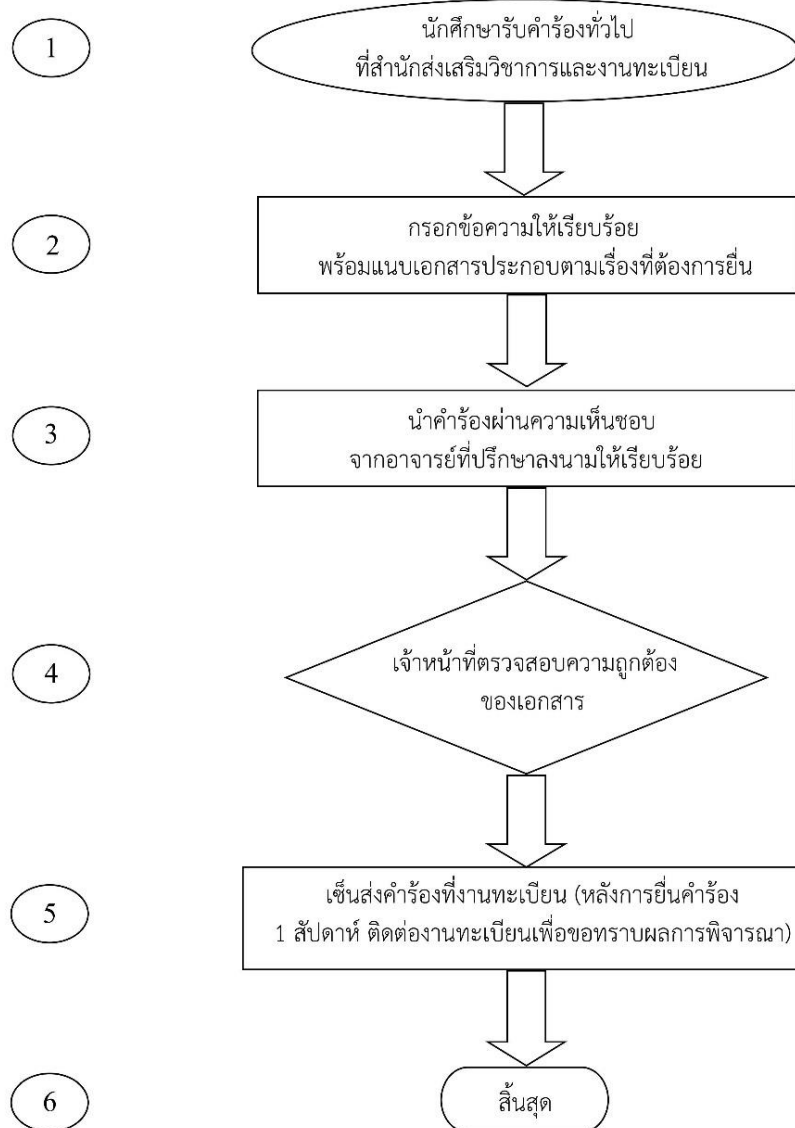 1
นักศึกษารับคำร้องทั่วไป
ที่สำนักส่งเสริมวิชาการและงานทะเบียน
2
กรอกข้อความให้เรียบร้อย
พร้อมแนบเอกสารประกอบตามเรื่องที่ต้องการยื่น
3
นำคำร้องผ่านความเห็นชอบ
จากอาจารย์ที่ปรึกษาลงนามให้เรียบร้อย
4
เจ้าหน้าที่ตรวจสอบความถูกต้อง
ของเอกสาร
5
เซ็นส่งคำร้องที่งานทะเบียน (หลังการยื่นคำร้อง
1 สัปดาห์ ติดต่องานทะเบียนเพื่อขอทราบผลการพิจารณา)
6
สิ้นสุด